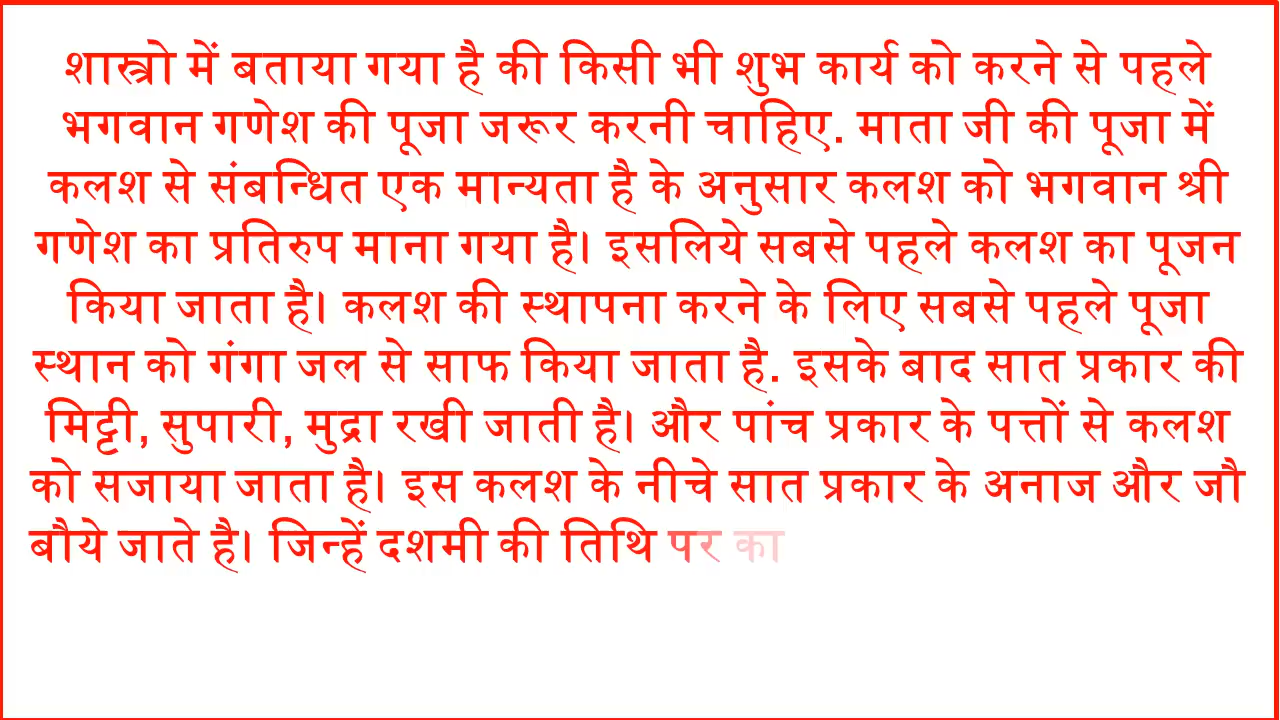 शास्त्रो में बताया गया है की किसी भी शुभ कार्य को करने से पहले
भगवान गणेश की पूजा जरूर करनी चाहिए. माता जी की पूजा में
कलश से संबन्धित एक मान्यता है के अनुसार कलश को भगवान श्री
गणेश का प्रतिरुप माना गया है। इसलिये सबसे पहले कलश का पूजन
किया जाता है। कलश की स्थापना करने के लिए सबसे पहले पूजा
स्थान को गंगा जल से साफ किया जाता है. इसके बाद सात प्रकार की
मिट्टी, सुपारी, मुद्रा रखी जाती है। और पांच प्रकार के पत्तों से कलश
को सजाया जाता है। इस कलश के नीचे सात प्रकार के अनाज और जौ
बौये जाते है। जिन्हें दशमी की तिथि पर का